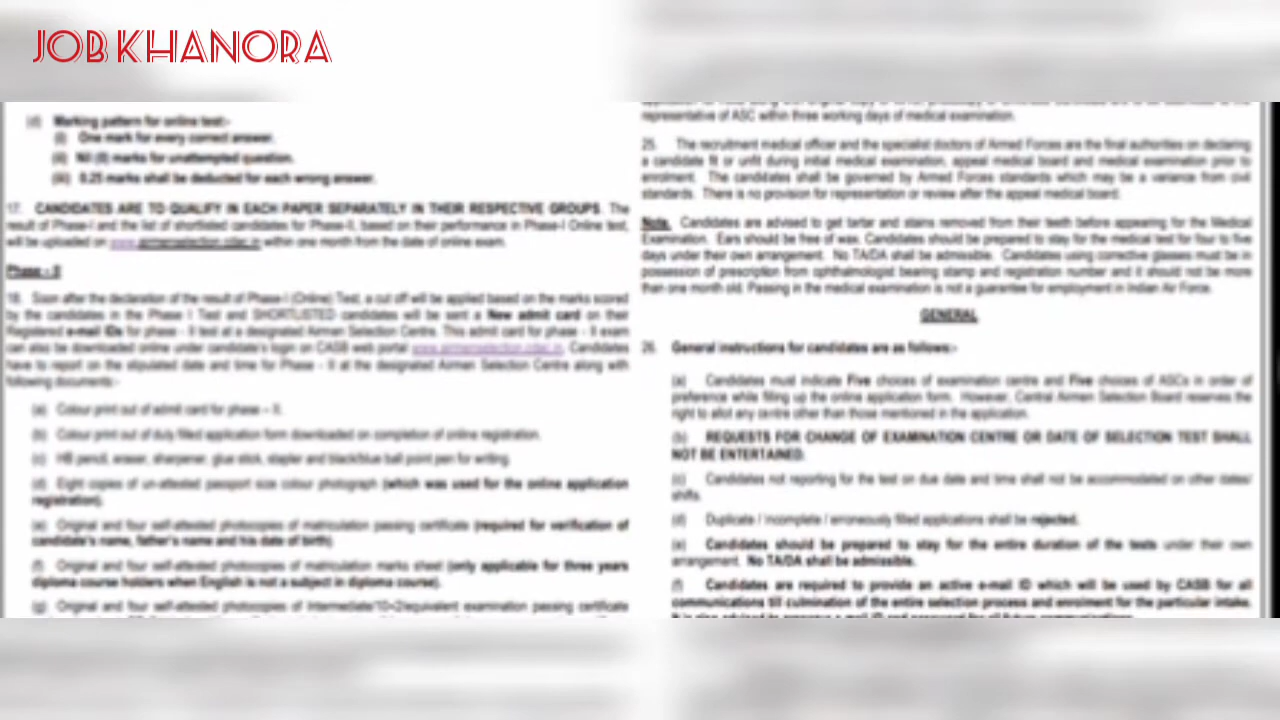 JOB KHANORA
(d) Marking pattern for online test:-
(i) One mark for every correct answer.
(ii) Nil (0) marks for unattempted question.
(iii) 0.25 marks shall be deducted for each wrong answer.
17. CANDIDATES ARE TO QUALIFY IN EACH PAPER SEPARATELY IN THEIR RESPECTIVE GROUPS. The
result of Phase-I and the list of shortlisted candidates for Phase-II, based on their performance in Phase-I Online test,
will be uploaded on www.airmenselection.cdac.in within one month from the date of online exam.
Phase – II
18. Soon after the declaration of the result of Phase-I (Online) Test, a cut off will be applied based on the marks scored
by the candidates in the Phase I Test and SHORTLISTED candidates will be sent a New admit card on their
Registered e-mail IDs for phase - II test at a designated Airmen Selection Centre. This admit card for phase - II exam
can also be downloaded online under candidate's login on CASB web portal www.airmenselection.cdac.in. Candidates
have to report on the stipulated date and time for Phase - II at the designated Airmen Selection Centre along with
following documents:-
(a) Colour print out of admit card for phase – II.
(b) Colour print out of duly filled application form downloaded on completion of online registration.
(c) HB pencil, eraser, sharpener, glue stick, stapler and black/blue ball point pen for writing.
(d) Eight copies of un-attested passport size colour photograph (which was used for the online application
registration).
(e) Original and four self-attested photocopies of matriculation passing certificate (required for verification of
candidate's name, father's name and his date of birth)
(f) Original and four self-attested photocopies of matriculation marks sheet (only applicable for three years
diploma course holders when English is not a subject in diploma course).
(g) Original and four self-attested photocopies of Intermediate/10+2/equivalent examination passing certificate
representative of ASC within three working days of medical examination.
25. The recruitment medical officer and the specialist doctors of Armed Forces are the final authorities on declaring
a candidate fit or unfit during initial medical examination, appeal medical board and medical examination prior to
enrolment. The candidates shall be governed by Armed Forces standards which may be a variance from civil
standards. There is no provision for representation or review after the appeal medical board.
Note. Candidates are advised to get tartar and stains removed from their teeth before appearing for the Medical
Examination. Ears should be free of wax. Candidates should be prepared to stay for the medical test for four to five
days under their own arrangement. No TA/DA shall be admissible. Candidates using corrective glasses must be in
possession of prescription from ophthalmologist bearing stamp and registration number and it should not be more
than one month old. Passing in the medical examination is not a guarantee for employment in Indian Air Force.
GENERAL
26. General instructions for candidates are as follows:-
(a) Candidates must indicate Five choices of examination centre and Five choices of ASCs in order of
preference while filling up the online application form. However, Central Airmen Selection Board reserves the
right to allot any centre other than those mentioned in the application.
(b) REQUESTS FOR CHANGE OF EXAMINATION CENTRE OR DATE OF SELECTION TEST SHALL
NOT BE ENTERTAINED.
(c) Candidates not reporting for the test on due date and time shall not be accommodated on other dates/
shifts.
(d) Duplicate / incomplete / erroneously filled applications shall be rejected.
(e) Candidates should be prepared to stay for the entire duration of the tests under their own
arrangement. No TA/DA shall be admissible.
(f) Candidates are required to provide an active e-mail ID which will be used by CASB for all
communications till culmination of the entire selection process and enrolment for the particular intake.